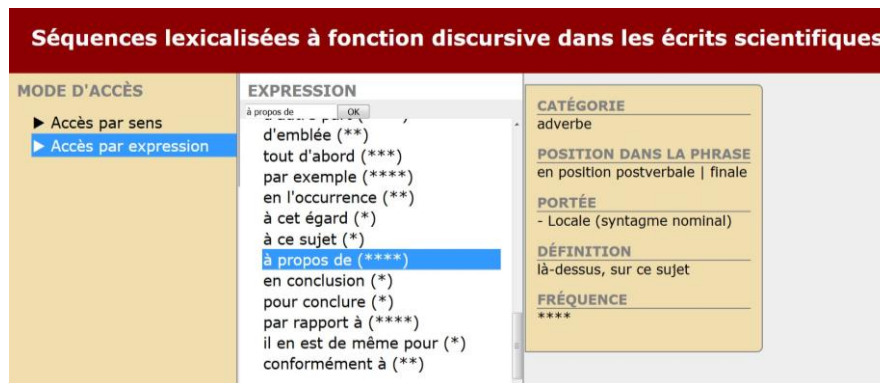 Séquences lexicalisées à fonction discursive dans les écrits scientifiques
MODE D'ACCÈS
▶ Accès par sens
▶ Accès par expression
EXPRESSION
à propos de OK
d'emblée (**)
tout d'abord (***)
par exemple (****)
en l'occurrence (**)
à cet égard (*)
à ce sujet (*)
à propos de (****)
en conclusion (*)
pour conclure (*)
par rapport à (****)
il en est de même pour (*)
conformément à (**)
CATÉGORIE
adverbe
POSITION DANS LA PHRASE
en position postverbale | finale
PORTÉE
- Locale (syntagme nominal)
DÉFINITION
là-dessus, sur ce sujet
FRÉQUENCE
****